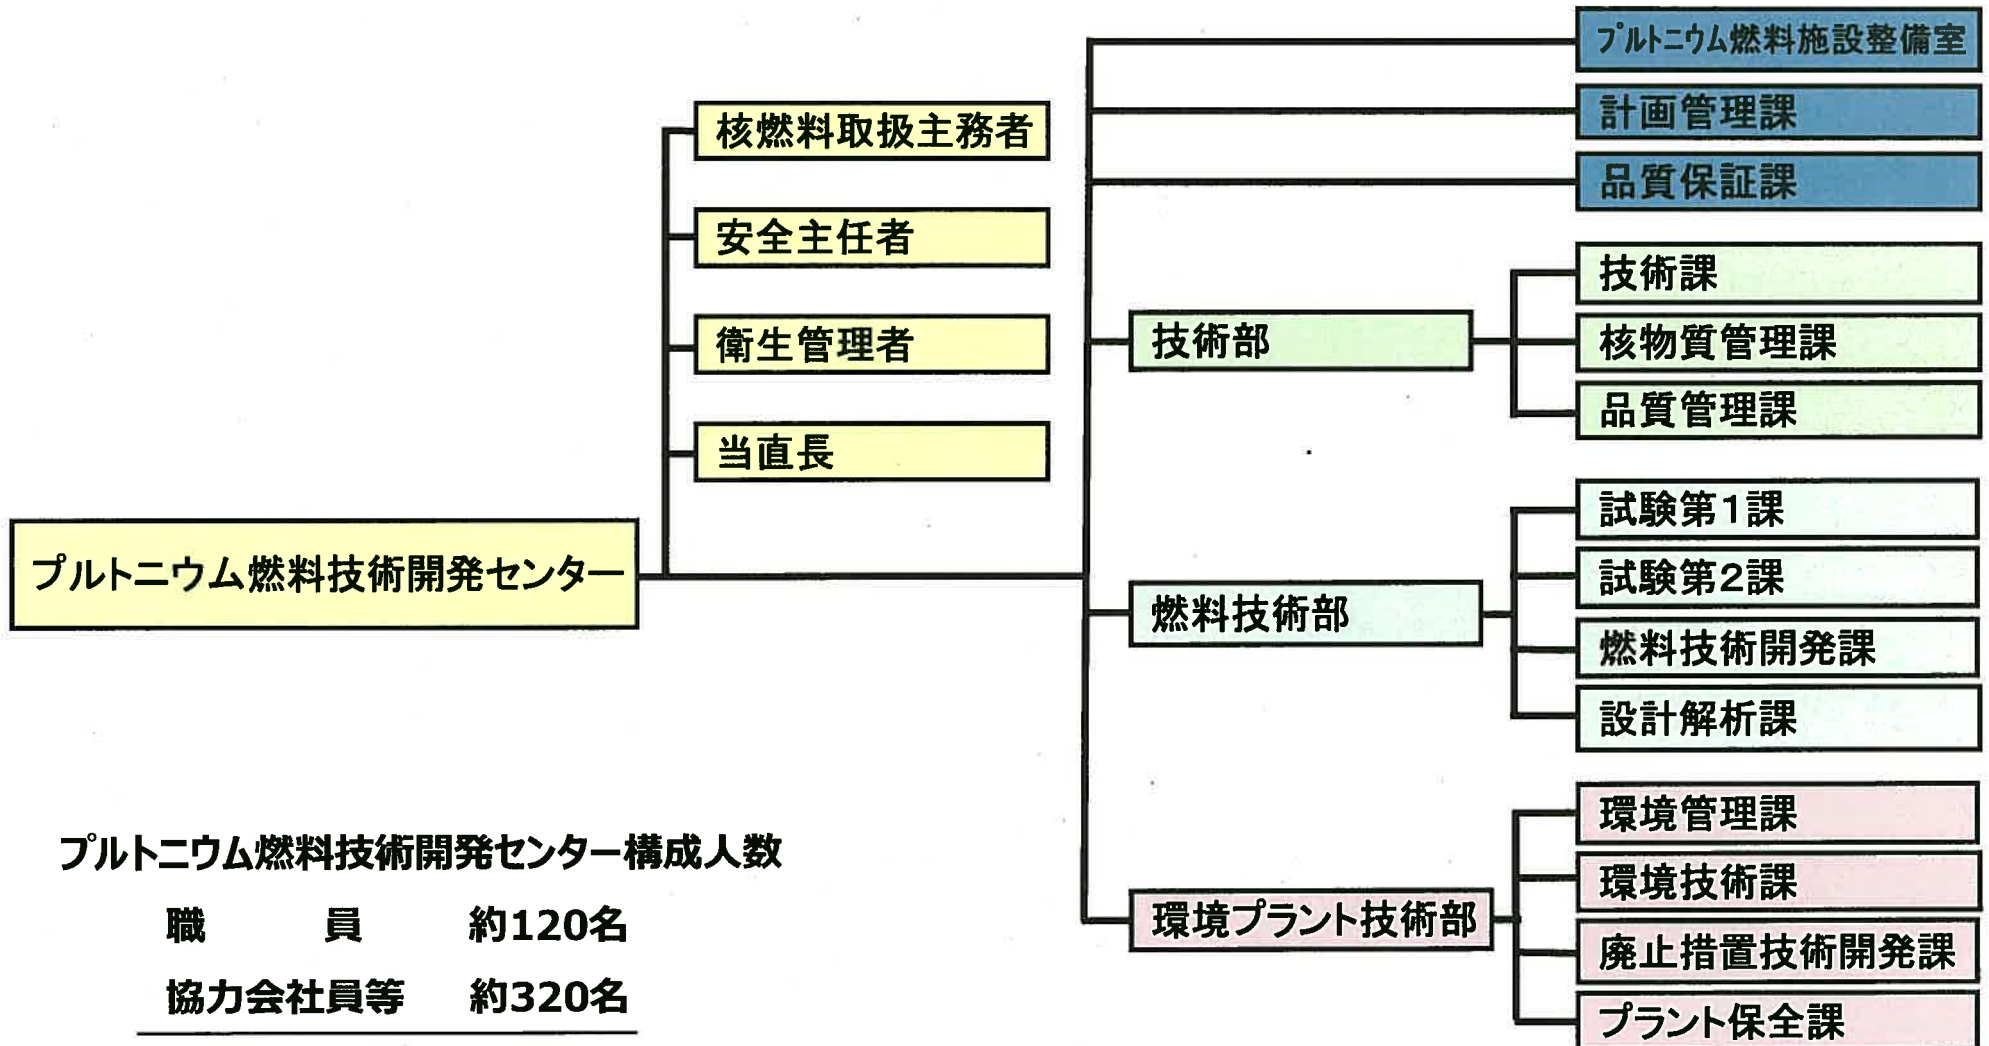 プルトニウム燃料技術開発センター
核燃料取扱主務者
安全主任者
衛生管理者
当直長
プルトニウム燃料施設整備室
計画管理課
品質保証課
技術部
技術課
核物質管理課
品質管理課
燃料技術部
試験第1課
試験第2課
燃料技術開発課
設計解析課
環境プラント技術部
環境管理課
環境技術課
廃止措置技術開発課
プラント保全課
プルトニウム燃料技術開発センター構成人数
職　員　約120名
協力会社員等　約320名